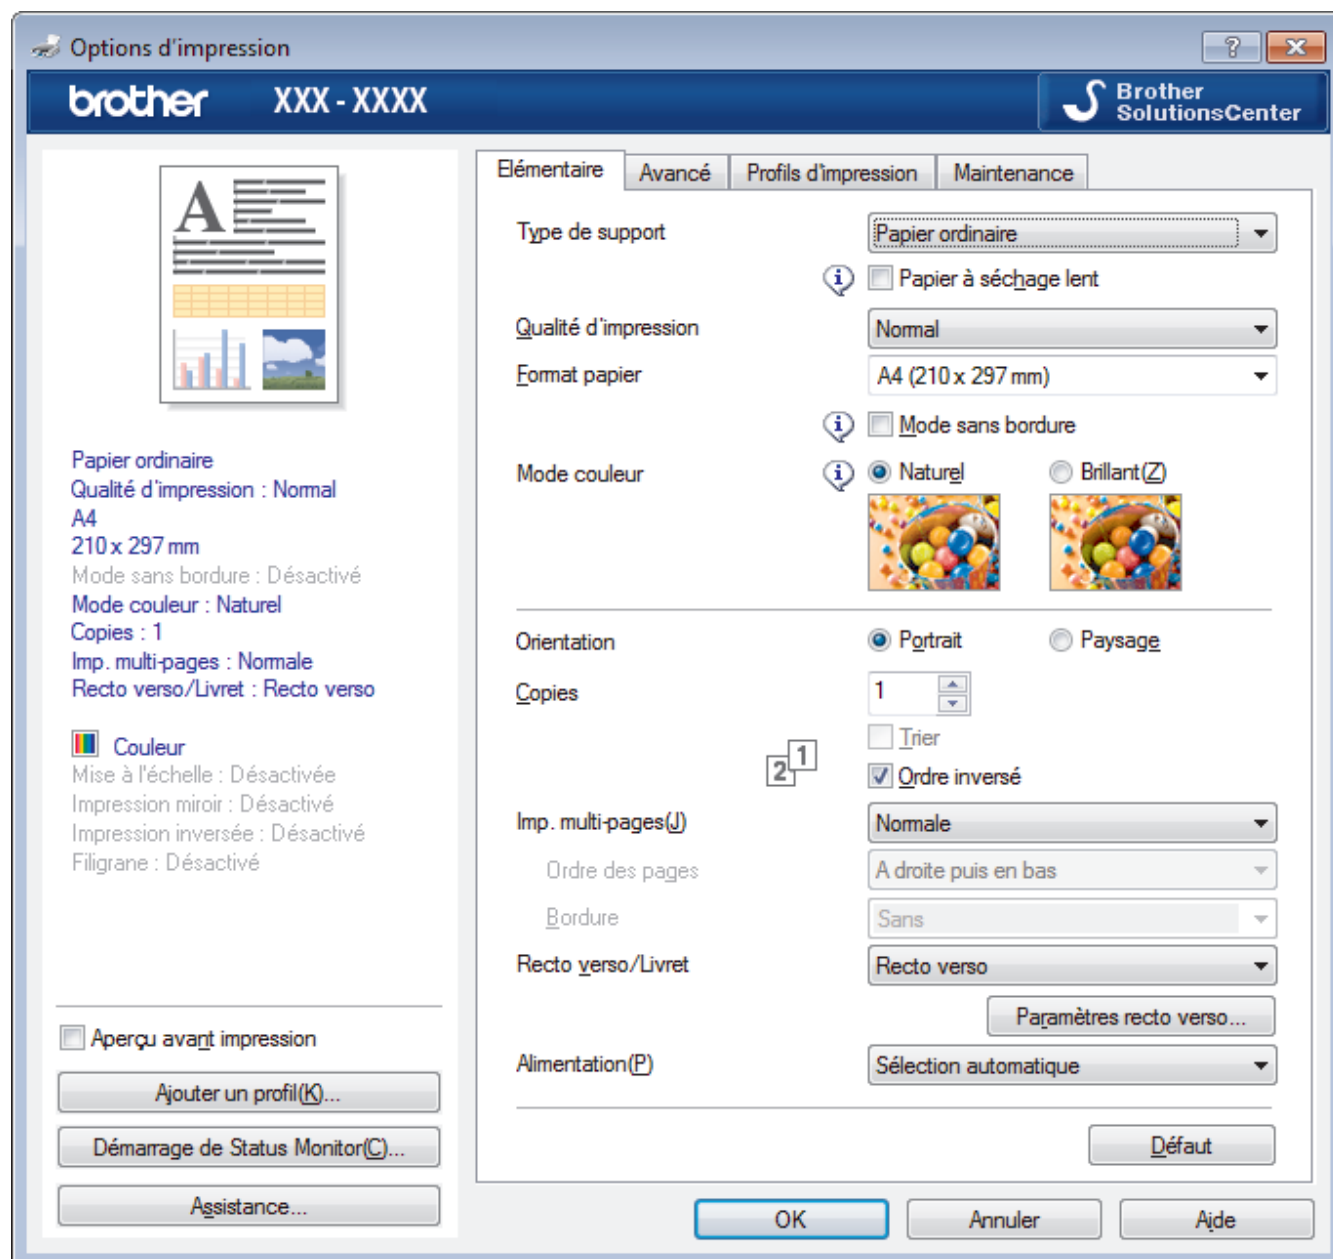 Options d'impression
brother XXX - XXXX
Brother
SolutionsCenter
A
Papier ordinaire
Qualité d'impression : Normal
A4
210 x 297 mm
Mode sans bordure : Désactivé
Mode couleur : Naturel
Copies : 1
Imp. multi-pages : Normale
Recto verso/Livret : Recto verso
Couleur
Mise à l'échelle : Désactivée
Impression miroir : Désactivé
Impression inversée : Désactivé
Filigrane : Désactivé
Aperçu avant impression
Ajouter un profil(K)...
Démarrage de Status Monitor(C)...
Assistance...
Elémentaire Avancé Profils d'impression Maintenance
Type de support Papier ordinaire
Papier à séchage lent
Qualité d'impression Normal
Format papier A4 (210 x 297 mm)
Mode sans bordure
Mode couleur Naturel Brillant(Z)
Orientation Portrait Paysage
Copies 1
Trier
2 1
Ordre inversé
Imp. multi-pages(J) Normale
Ordre des pages A droite puis en bas
Bordure Sans
Recto verso/Livret Recto verso
Paramètres recto verso...
Alimentation(P) Sélection automatique
Défaut
OK Annuler Aide